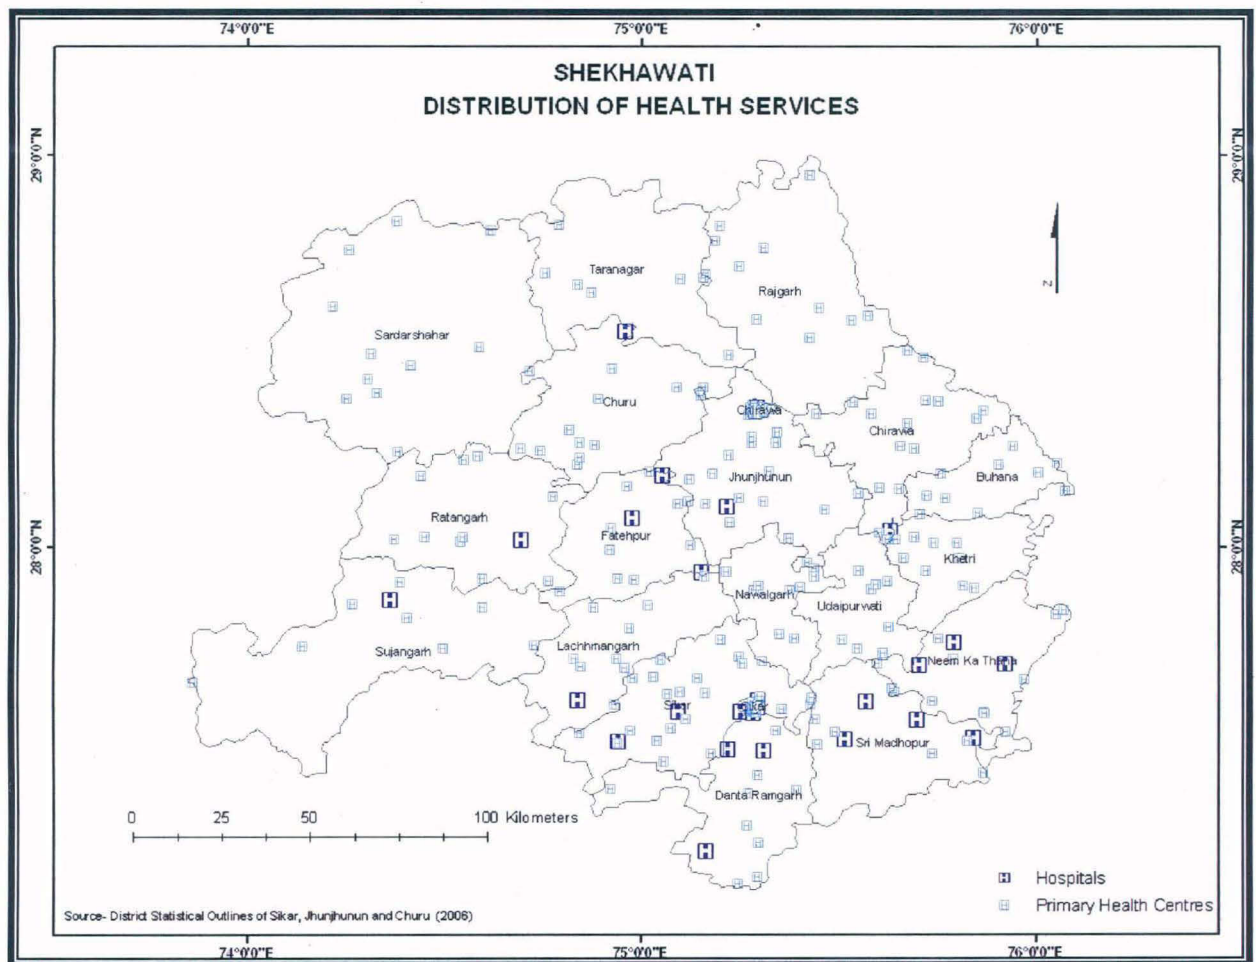 74°0'0"E 75°0'0"E 76°0'0"E
SHEKHAWATI
DISTRIBUTION OF HEALTH SERVICES
29°0'0"N 29°0'0"N
Taranagar
Rajgarh
z
Sardarshahar
Churu
Chirawa
Chirawa
Jhunjhunun
Buhana
Ratangarh
Fatehpur
28°0'0"N 28°0'0"N
Khetri
Nawalgarh
Udaipurwati
Sujangarh
Lachhmangarh
Neem Ka Thana
Sikar
Sikar
Sri Madhopur
Danta Ramgarh
0 25 50 100 Kilometers
H Hospitals
H Primary Health Centres
Source- District Statistical Outlines of Sikar, Jhunjhunun and Churu (2006)
74°0'0"E 75°0'0"E 76°0'0"E